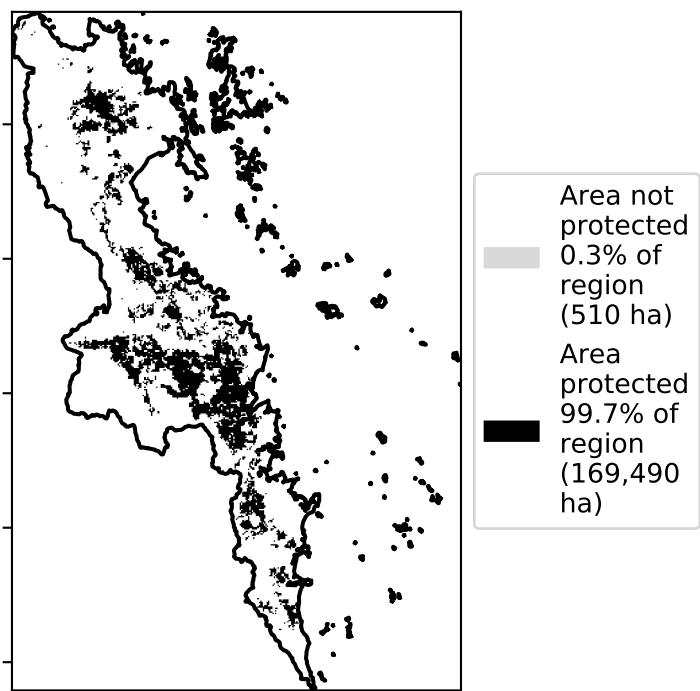 Area not
protected
0.3% of
region
(510 ha)
Area
protected
99.7% of
region
(169,490
ha)